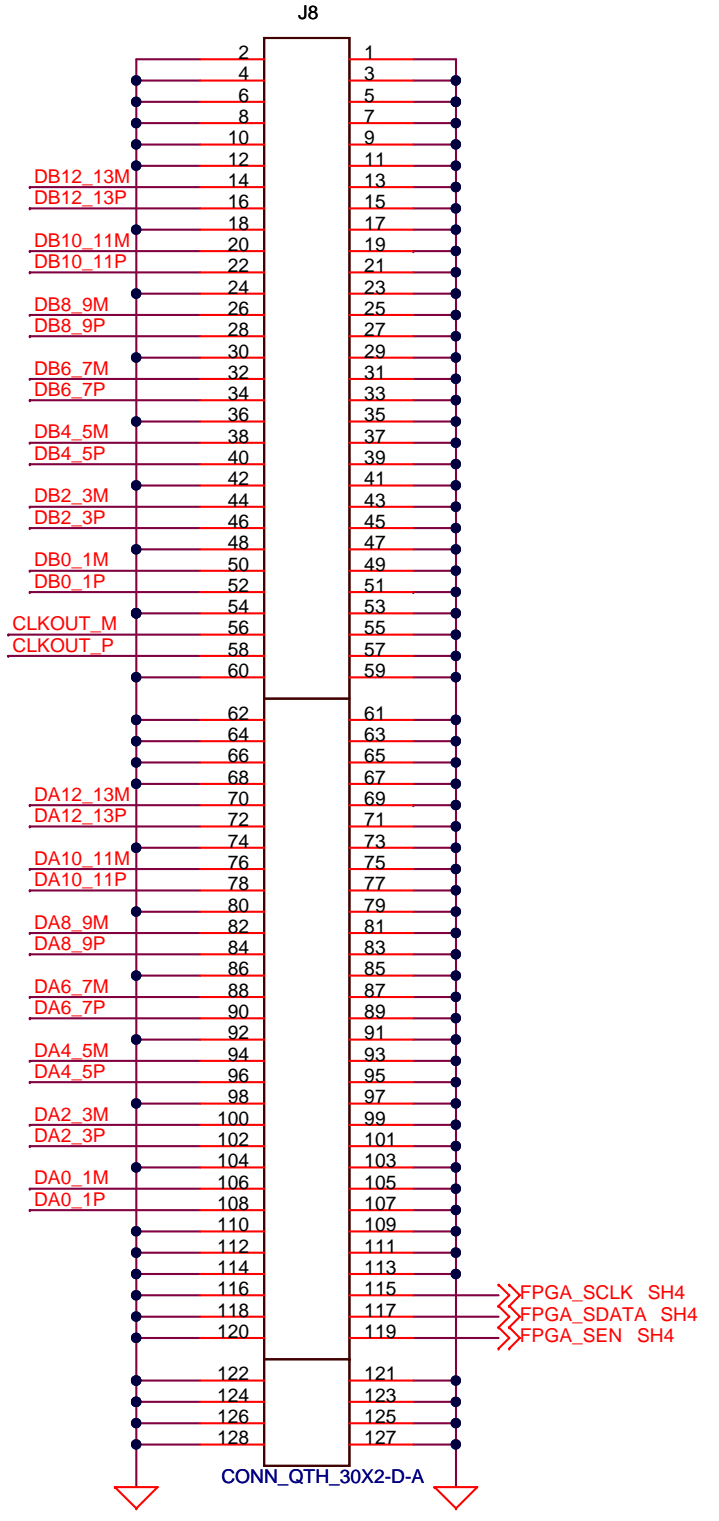 J8
2 1
4 3
6 5
8 7
10 9
12 11
DB12_13M 14 13
DB12_13P 16 15
18 17
DB10_11M 20 19
DB10_11P 22 21
24 23
DB8_9M 26 25
DB8_9P 28 27
30 29
DB6_7M 32 31
DB6_7P 34 33
36 35
DB4_5M 38 37
DB4_5P 40 39
42 41
DB2_3M 44 43
DB2_3P 46 45
48 47
DB0_1M 50 49
DB0_1P 52 51
54 53
CLKOUT_M 56 55
CLKOUT_P 58 57
60 59
62 61
64 63
66 65
68 67
DA12_13M 70 69
DA12_13P 72 71
74 73
DA10_11M 76 75
DA10_11P 78 77
80 79
DA8_9M 82 81
DA8_9P 84 83
86 85
DA6_7M 88 87
DA6_7P 90 89
92 91
DA4_5M 94 93
DA4_5P 96 95
98 97
DA2_3M 100 99
DA2_3P 102 101
104 103
DA0_1M 106 105
DA0_1P 108 107
110 109
112 111
114 113
116 115 FPGA_SCLK SH4
118 117 FPGA_SDATA SH4
120 119 FPGA_SEN SH4
122 121
124 123
126 125
128 127
CONN_QTH_30X2-D-A